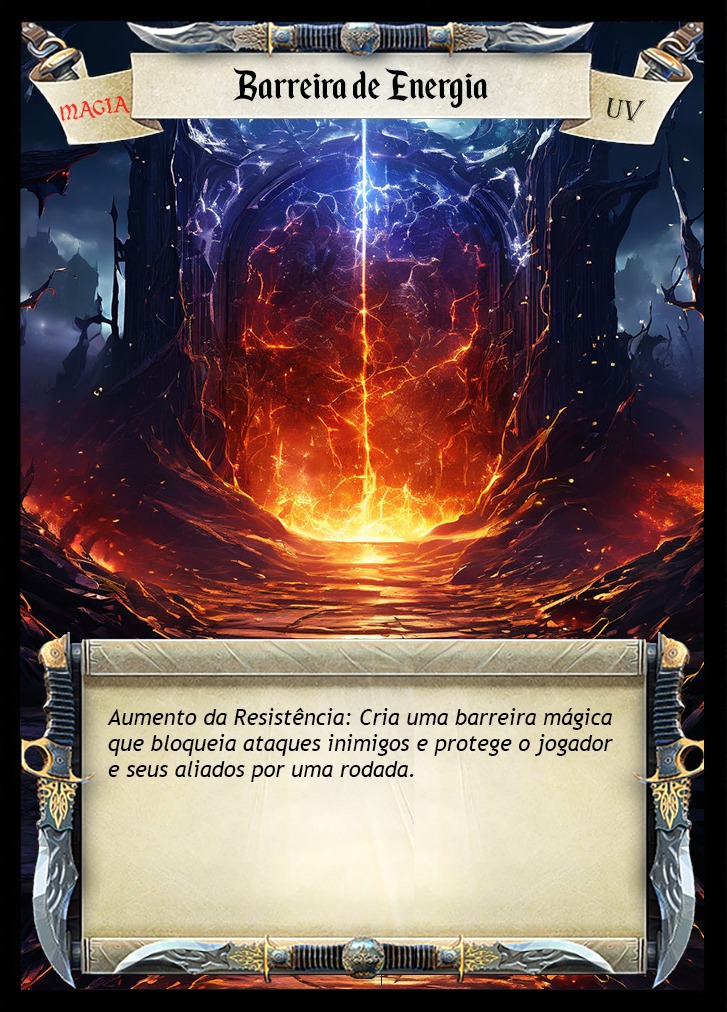 Barreira de Energia
MAGIA
UV
Aumento da Resistência: Cria uma barreira mágica
que bloqueia ataques inimigos e protege o jogador
e seus aliados por uma rodada.